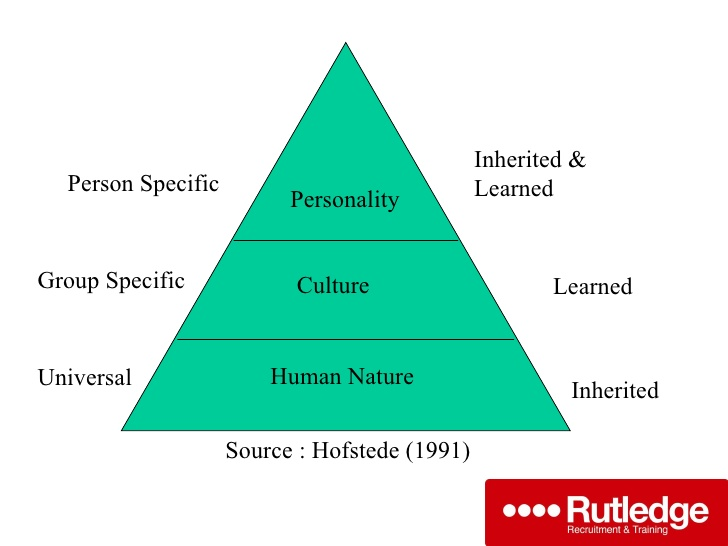 Inherited &
Learned
Person Specific
Personality
Group Specific
Culture
Learned
Universal
Human Nature
Inherited
Source : Hofstede (1991)
Rutledge
Recruitment & Training